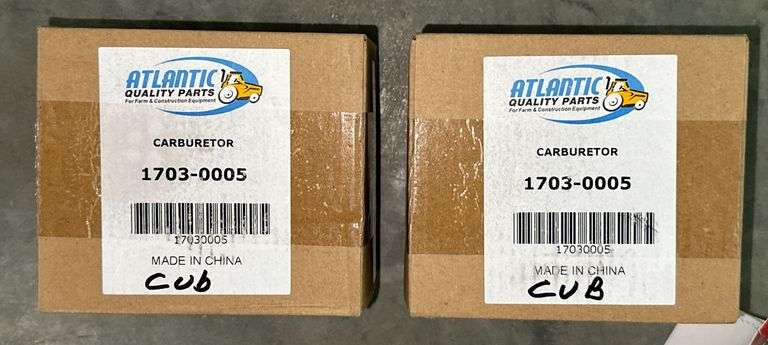 ATLANTIC
QUALITY PARTS
For Farm & Construction Equipment
CARBURETOR
1703-0005
17030005
MADE IN CHINA
Cub
ATLANTIC
QUALITY PARTS
For Farm & Construction Equipment
CARBURETOR
1703-0005
17030005
MADE IN CHINA
CUB